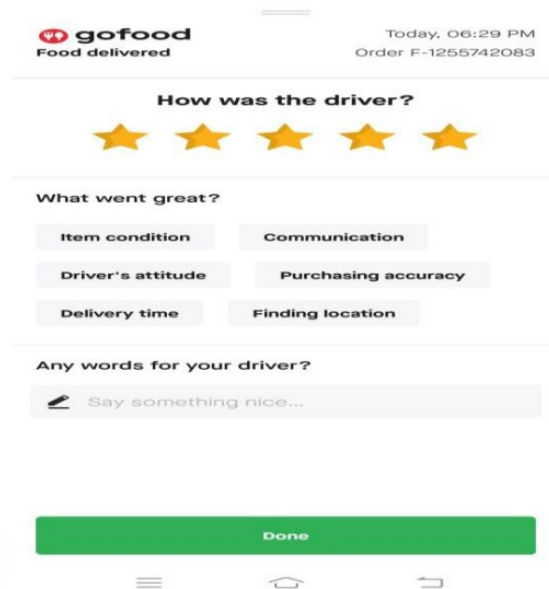 gofood
Today, 06:29 PM
Food delivered
Order F-1255742083
How was the driver?
What went great?
Item condition
Communication
Driver's attitude
Purchasing accuracy
Delivery time
Finding location
Any words for your driver?
Say something nice...
Done